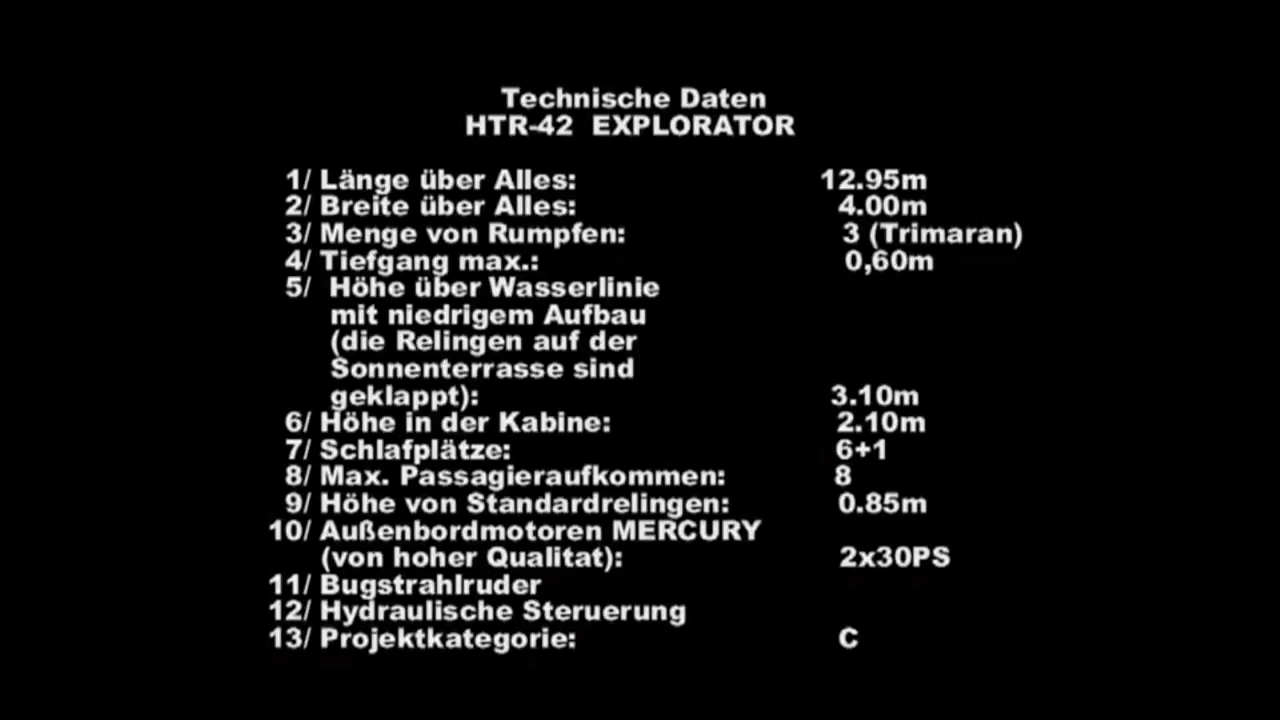 Technische Daten
HTR-42 EXPLORATOR
1/ Länge über Alles: 12.95m
2/ Breite über Alles: 4.00m
3/ Menge von Rumpfen: 3 (Trimaran)
4/ Tiefgang max.: 0,60m
5/ Höhe über Wasserlinie
mit niedrigem Aufbau
(die Relingen auf der
Sonnenterrasse sind
geklappt): 3.10m
6/ Höhe in der Kabine: 2.10m
7/ Schlafplätze: 6+1
8/ Max. Passagieraufkommen: 8
9/ Höhe von Standardrelingen: 0.85m
10/ Außenbordmotoren MERCURY
(von hoher Qualitat): 2x30PS
11/ Bugstrahlruder
12/ Hydraulische Steruerung
13/ Projektkategorie: C